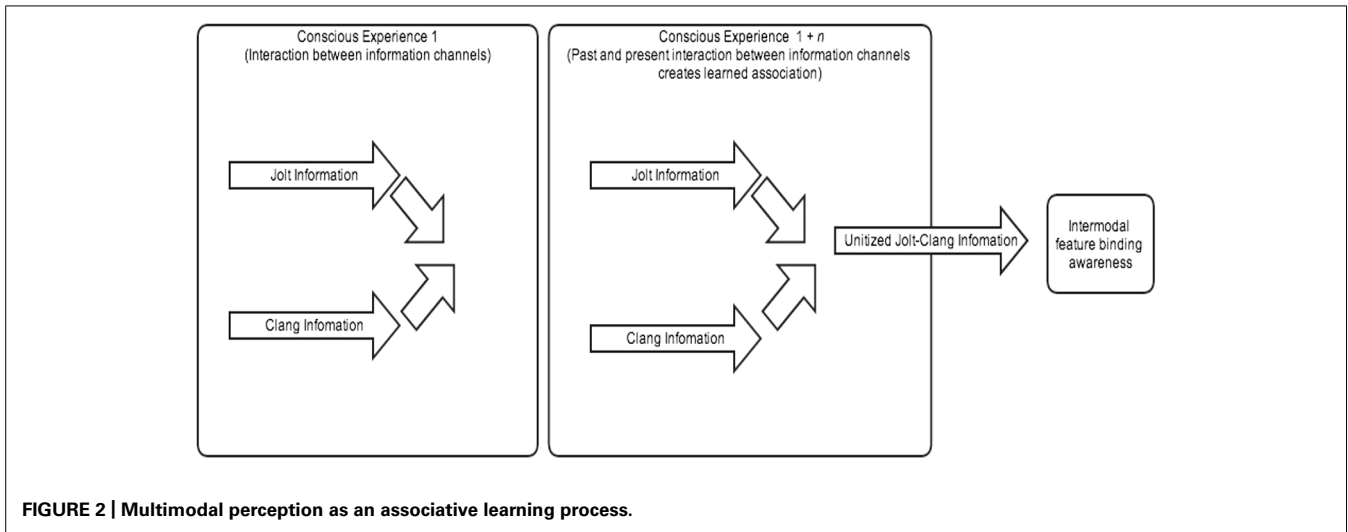 Conscious Experience 1
(Interaction between information channels)
Jolt Information
Clang Infomation
Conscious Experience 1 + n
(Past and present interaction between information channels
creates learned association)
Jolt Information
Clang Infomation
Unitized Jolt-Clang Infomation
Intermodal
feature binding
awareness
FIGURE 2 | Multimodal perception as an associative learning process.